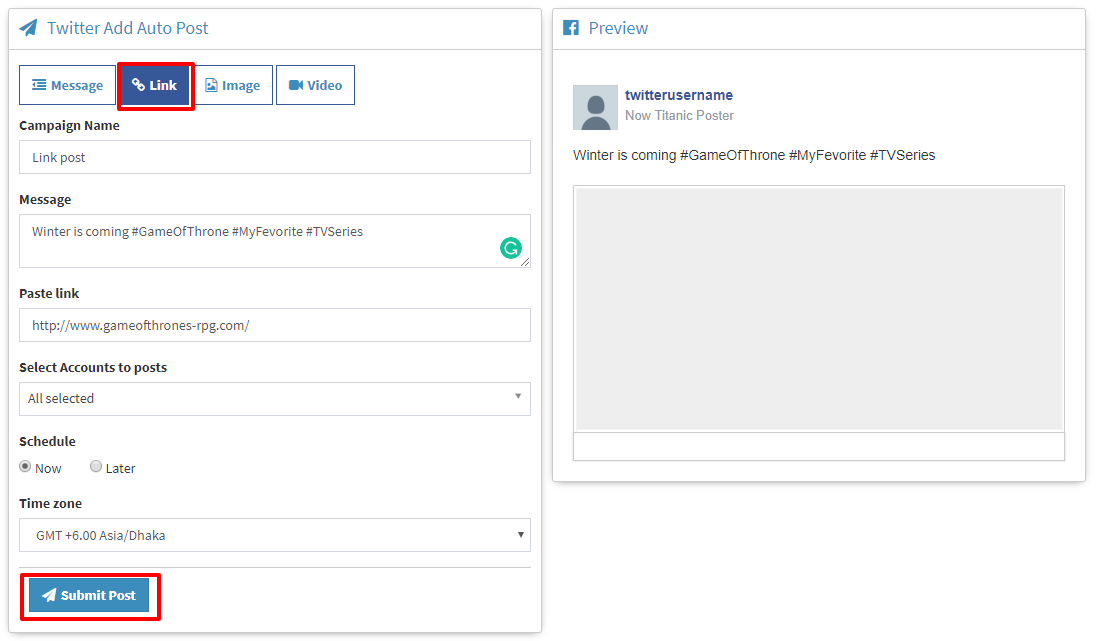 Twitter Add Auto Post
Message Link Image Video
Campaign Name
Link post
Message
Winter is coming #GameOfThrone #MyFevorite #TVSeries
Paste link
http://www.gameofthrones-rpg.com/
Select Accounts to posts
All selected
Schedule
Now Later
Time zone
GMT +6.00 Asia/Dhaka
Submit Post
Preview
twitterusername
Now Titanic Poster
Winter is coming #GameOfThrone #MyFevorite #TVSeries